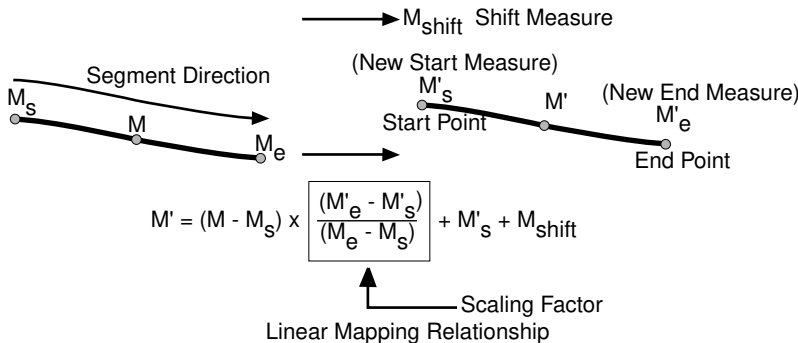 M_shift Shift Measure
Segment Direction
(New Start Measure)
M'_s
M'
(New End Measure)
M'_e
M_s
M
M_e
Start Point
End Point
M' = (M - M_s) x (M'_e - M'_s) / (M_e - M_s) + M'_s + M_shift
Scaling Factor
Linear Mapping Relationship